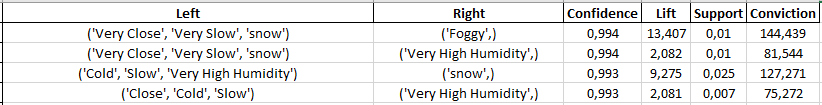 Left Right Confidence Lift Support Conviction
('Very Close', 'Very Slow', 'snow') ('Foggy',) 0,994 13,407 0,01 144,439
('Very Close', 'Very Slow', 'snow') ('Very High Humidity',) 0,994 2,082 0,01 81,544
('Cold', 'Slow', 'Very High Humidity') ('snow',) 0,993 9,275 0,025 127,271
('Close', 'Cold', 'Slow') ('Very High Humidity',) 0,993 2,081 0,007 75,272